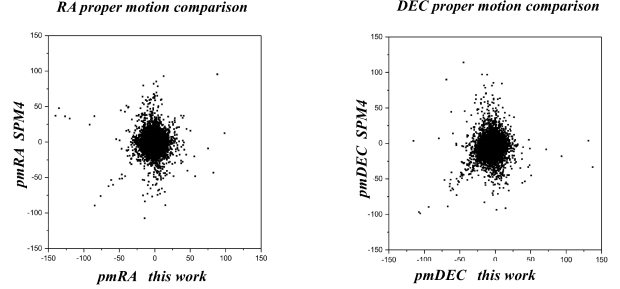 RA proper motion comparison
pmRA SPM4
150
100
50
0
-50
-100
-150
-150 -100 -50 0 50 100 150
pmRA this work
DEC proper motion comparison
pmDEC SPM4
150
100
50
0
-50
-100
-150
-150 -100 -50 0 50 100 150
pmDEC this work